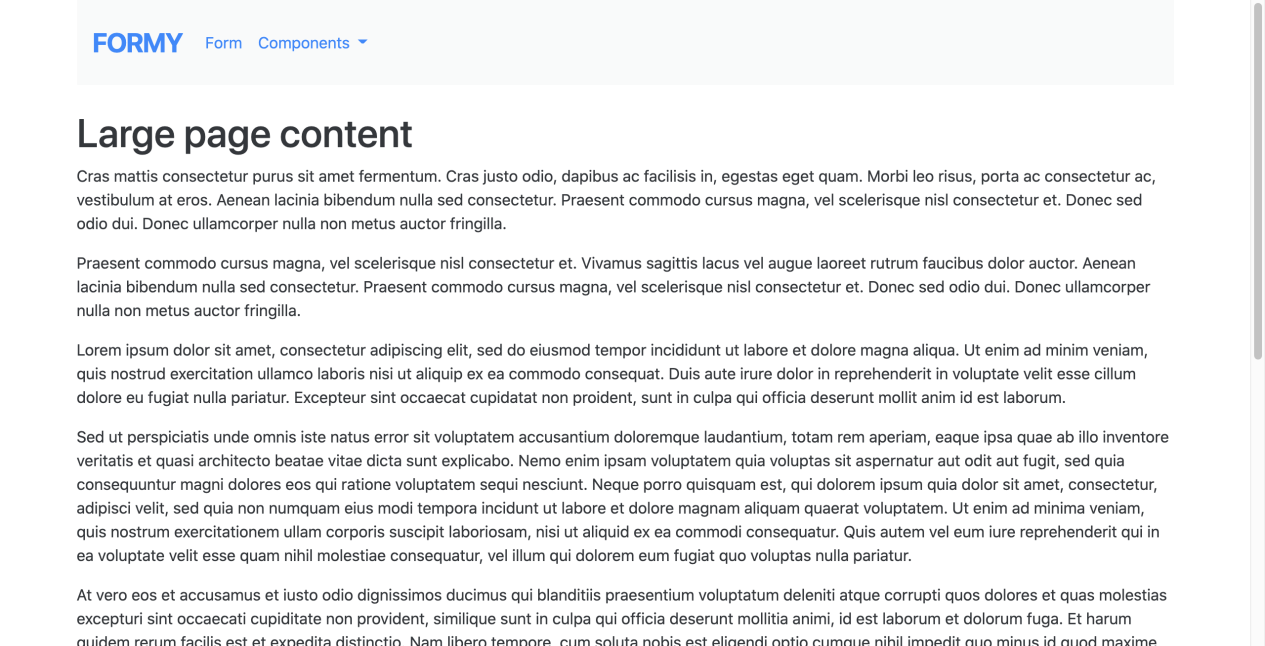 FORMY Form Components
Large page content
Cras mattis consectetur purus sit amet fermentum. Cras justo odio, dapibus ac facilisis in, egestas eget quam. Morbi leo risus, porta ac consectetur ac,
vestibulum at eros. Aenean lacinia bibendum nulla sed consectetur. Praesent commodo cursus magna, vel scelerisque nisl consectetur et. Donec sed
odio dui. Donec ullamcorper nulla non metus auctor fringilla.
Praesent commodo cursus magna, vel scelerisque nisl consectetur et. Vivamus sagittis lacus vel augue laoreet rutrum faucibus dolor auctor. Aenean
lacinia bibendum nulla sed consectetur. Praesent commodo cursus magna, vel scelerisque nisl consectetur et. Donec sed odio dui. Donec ullamcorper
nulla non metus auctor fringilla.
Lorem ipsum dolor sit amet, consectetur adipiscing elit, sed do eiusmod tempor incididunt ut labore et dolore magna aliqua. Ut enim ad minim veniam,
quis nostrud exercitation ullamco laboris nisi ut aliquip ex ea commodo consequat. Duis aute irure dolor in reprehenderit in voluptate velit esse cillum
dolore eu fugiat nulla pariatur. Excepteur sint occaecat cupidatat non proident, sunt in culpa qui officia deserunt mollit anim id est laborum.
Sed ut perspiciatis unde omnis iste natus error sit voluptatem accusantium doloremque laudantium, totam rem aperiam, eaque ipsa quae ab illo inventore
veritatis et quasi architecto beatae vitae dicta sunt explicabo. Nemo enim ipsam voluptatem quia voluptas sit aspernatur aut odit aut fugit, sed quia
consequuntur magni dolores eos qui ratione voluptatem sequi nesciunt. Neque porro quisquam est, qui dolorem ipsum quia dolor sit amet, consectetur,
adipisci velit, sed quia non numquam eius modi tempora incidunt ut labore et dolore magnam aliquam quaerat voluptatem. Ut enim ad minima veniam,
quis nostrum exercitationem ullam corporis suscipit laboriosam, nisi ut aliquid ex ea commodi consequatur. Quis autem vel eum iure reprehenderit qui in
ea voluptate velit esse quam nihil molestiae consequatur, vel illum qui dolorem eum fugiat quo voluptas nulla pariatur.
At vero eos et accusamus et iusto odio dignissimos ducimus qui blanditiis praesentium voluptatum deleniti atque corrupti quos dolores et quas molestias
excepturi sint occaecati cupiditate non provident, similique sunt in culpa qui officia deserunt mollitia animi, id est laborum et dolorum fuga. Et harum
quidem rerum facilis est et expedita distinctio. Nam libero tempore, cum soluta nobis est eligendi optio cumque nihil impedit quo minus id quod maxime